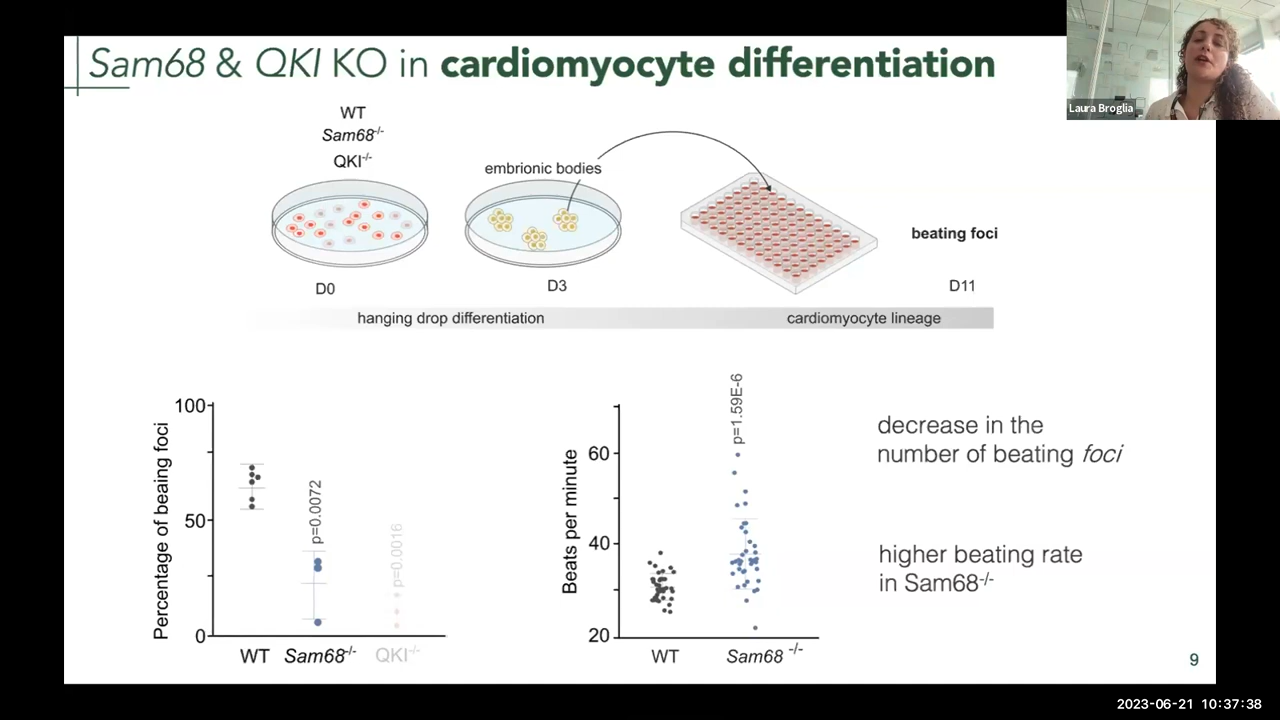 Sam68 & QKI KO in cardiomyocyte differentiation
Laura Broglia
WT
Sam68-/-
QKI-/-
embrionic bodies
beating foci
D0
D3
D11
hanging drop differentiation
cardiomyocyte lineage
Percentage of beaing foci
100
50
0
p=0.0072
p=0.0016
WT
Sam68-/-
QKI-/-
Beats per minute
60
40
20
p=1.59E-6
WT
Sam68 -/-
decrease in the
number of beating foci
higher beating rate
in Sam68-/-
9
2023-06-21 10:37:38